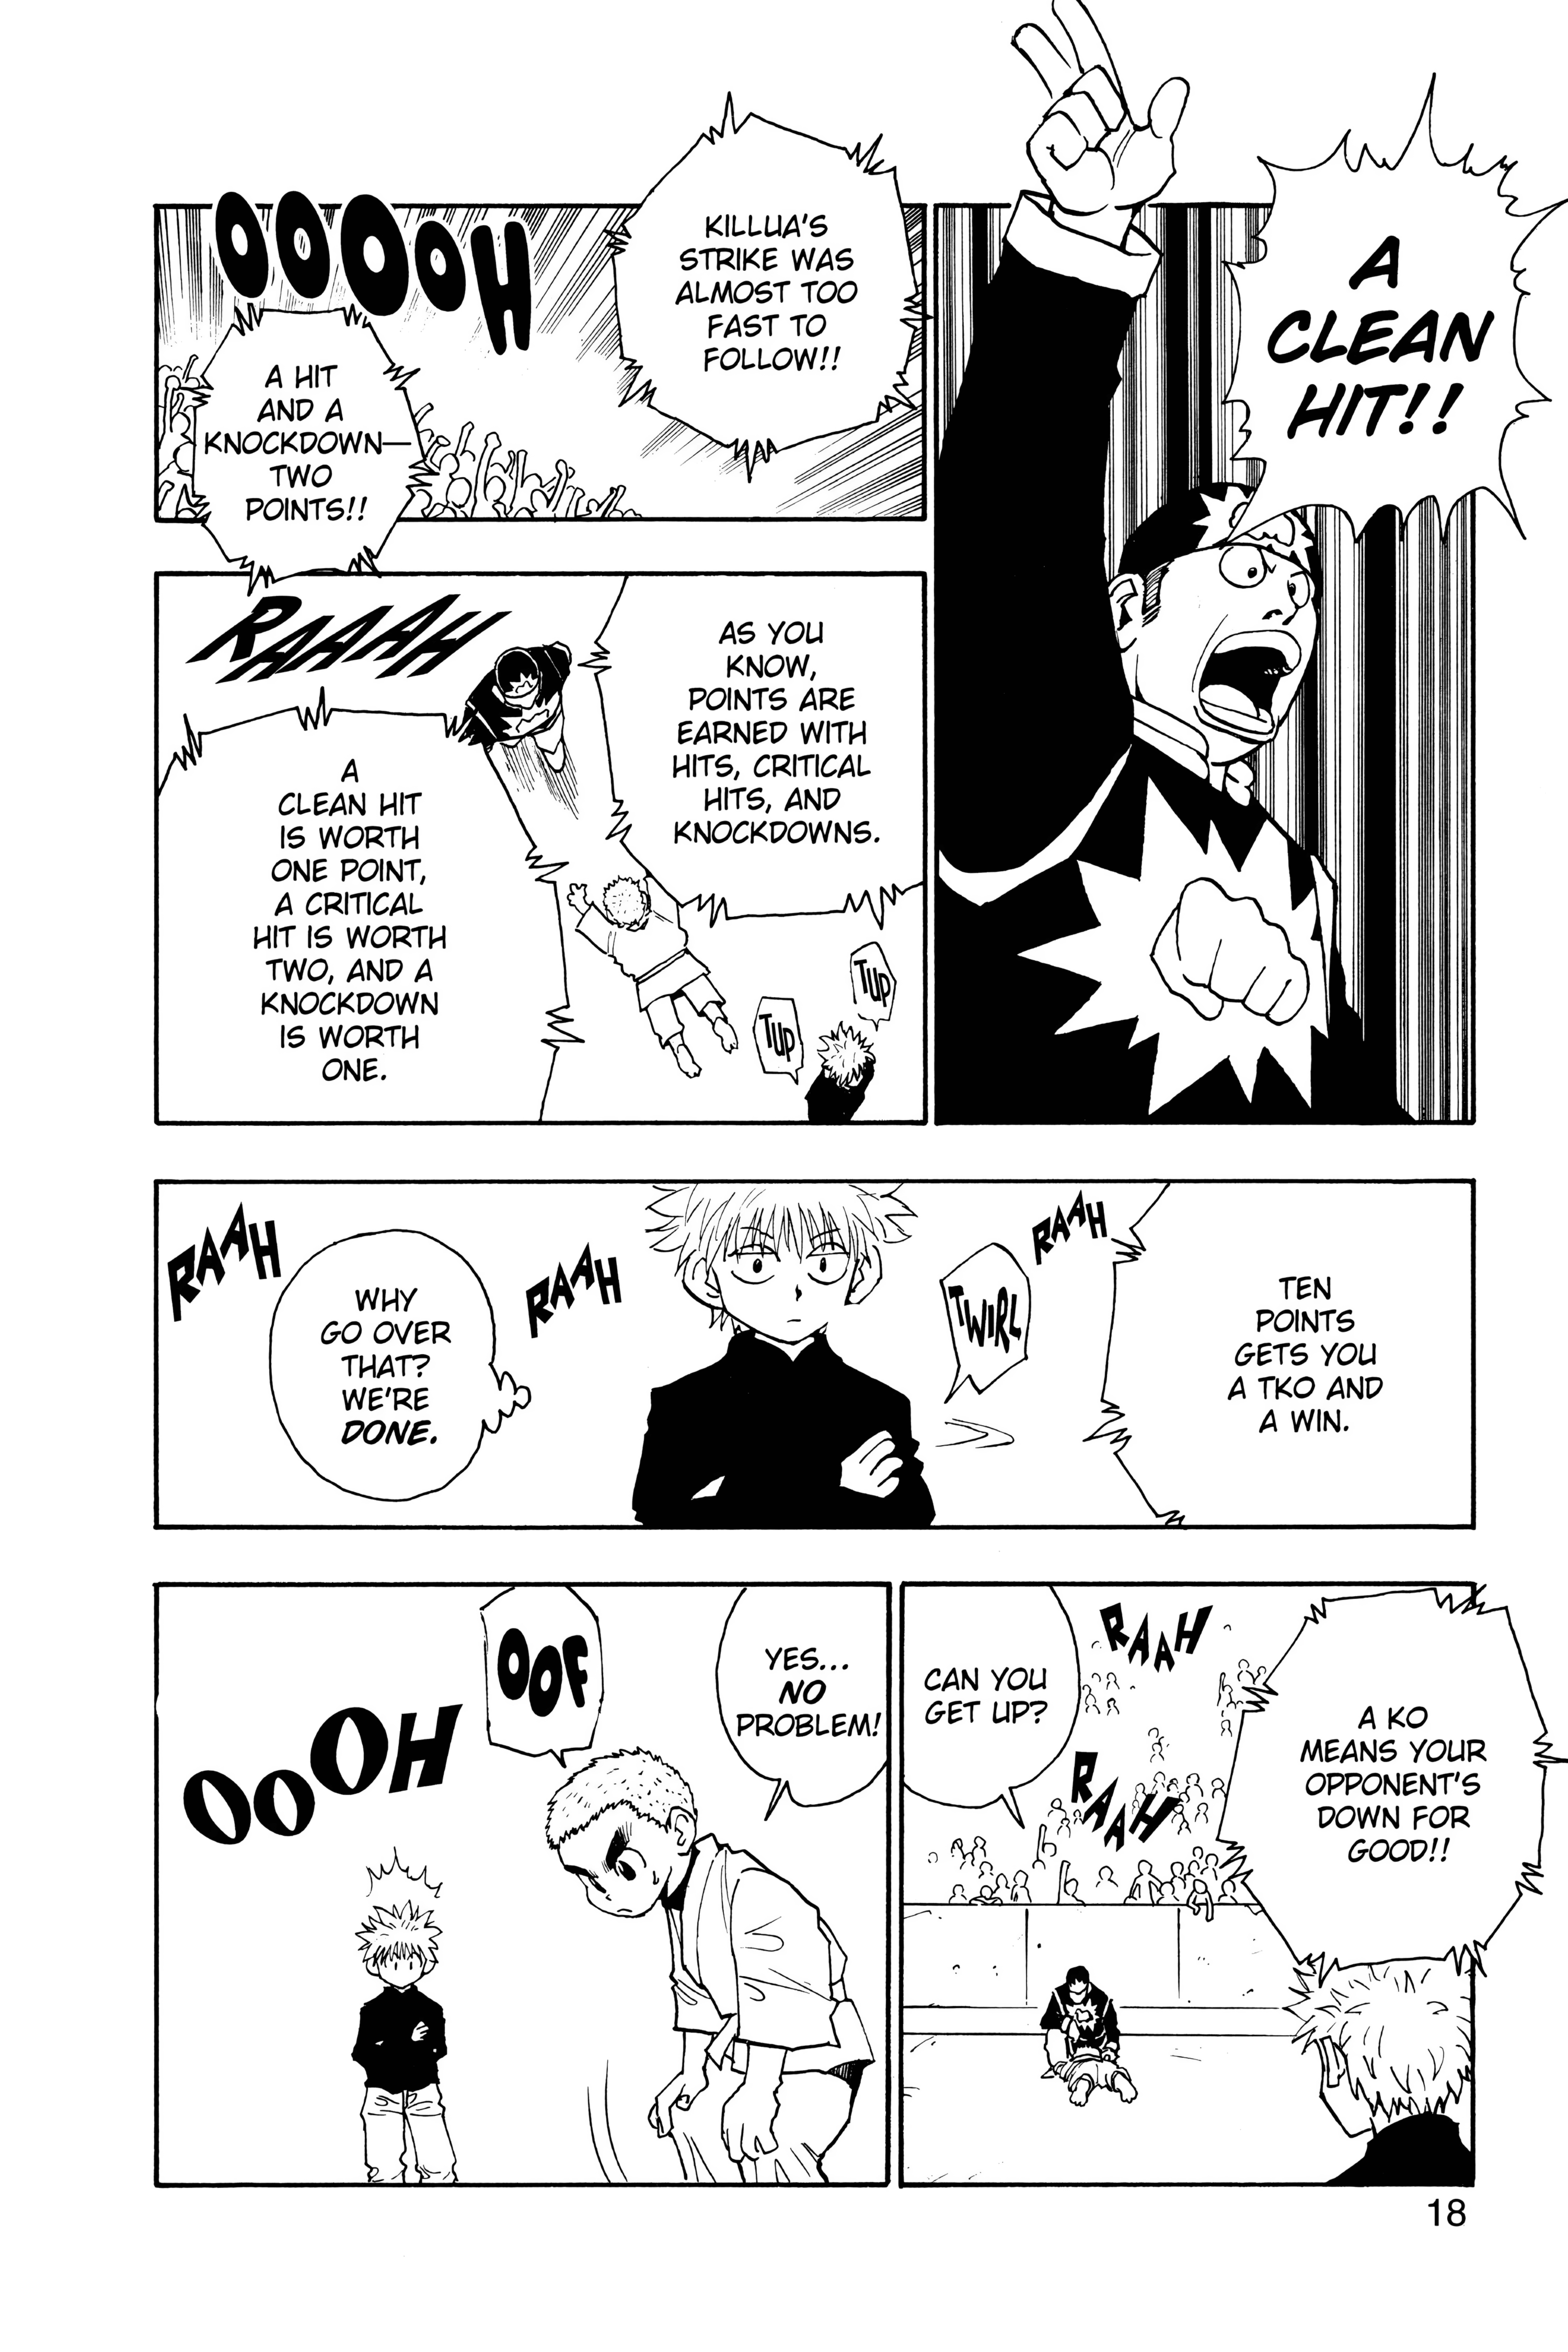 A
CLEAN
HIT!!
KILLUA'S
STRIKE WAS
ALMOST TOO
FAST TO
FOLLOW!!
OOOOH
A HIT
AND A
KNOCKDOWN—
TWO
POINTS!!
AS YOU
KNOW,
POINTS ARE
EARNED WITH
HITS, CRITICAL
HITS, AND
KNOCKDOWNS.
RAAAAH
A
CLEAN HIT
IS WORTH
ONE POINT,
A CRITICAL
HIT IS WORTH
TWO, AND A
KNOCKDOWN
IS WORTH
ONE.
TUP
TUP
TEN
POINTS
GETS YOU
A TKO AND
A WIN.
RAAH
TWIRL
RAAH
WHY
GO OVER
THAT?
WE'RE
DONE.
RAAH
A KO
MEANS YOUR
OPPONENT'S
DOWN FOR
GOOD!!
RAAH
RAAH
CAN YOU
GET UP?
YES...
NO
PROBLEM!
OOF
OOOH
18